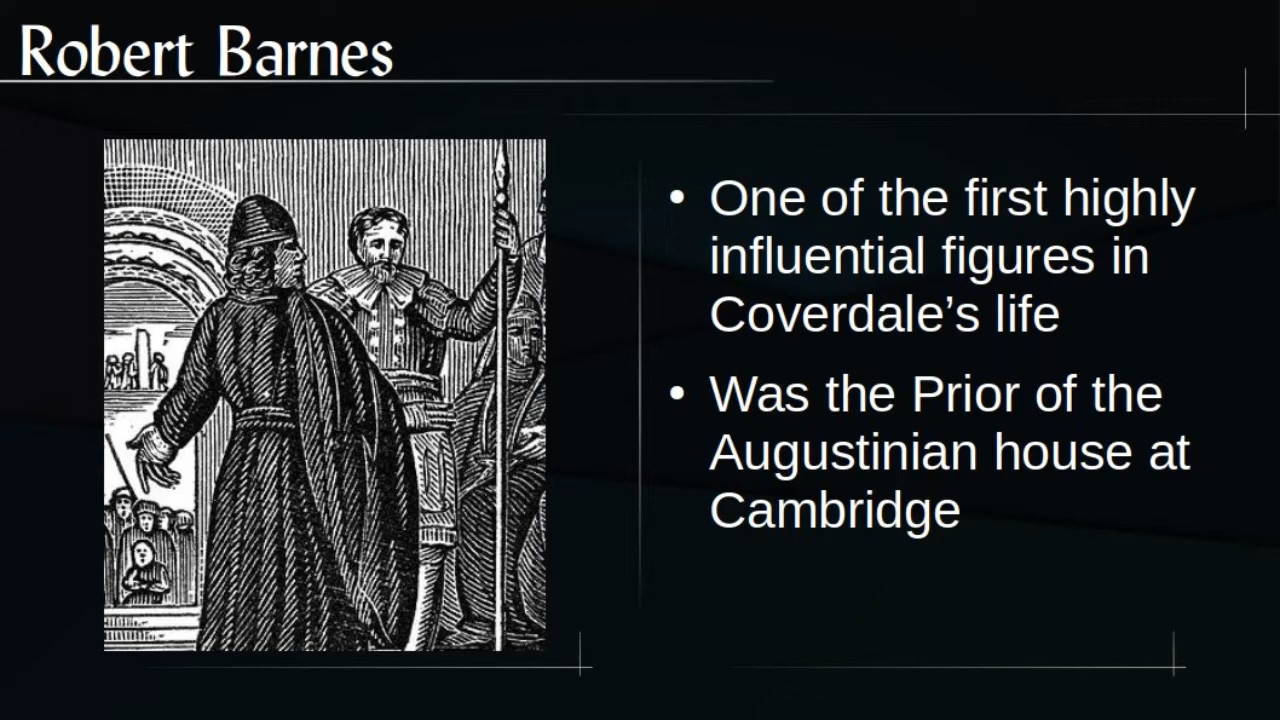 Robert Barnes
• One of the first highly
influential figures in
Coverdale’s life
• Was the Prior of the
Augustinian house at
Cambridge